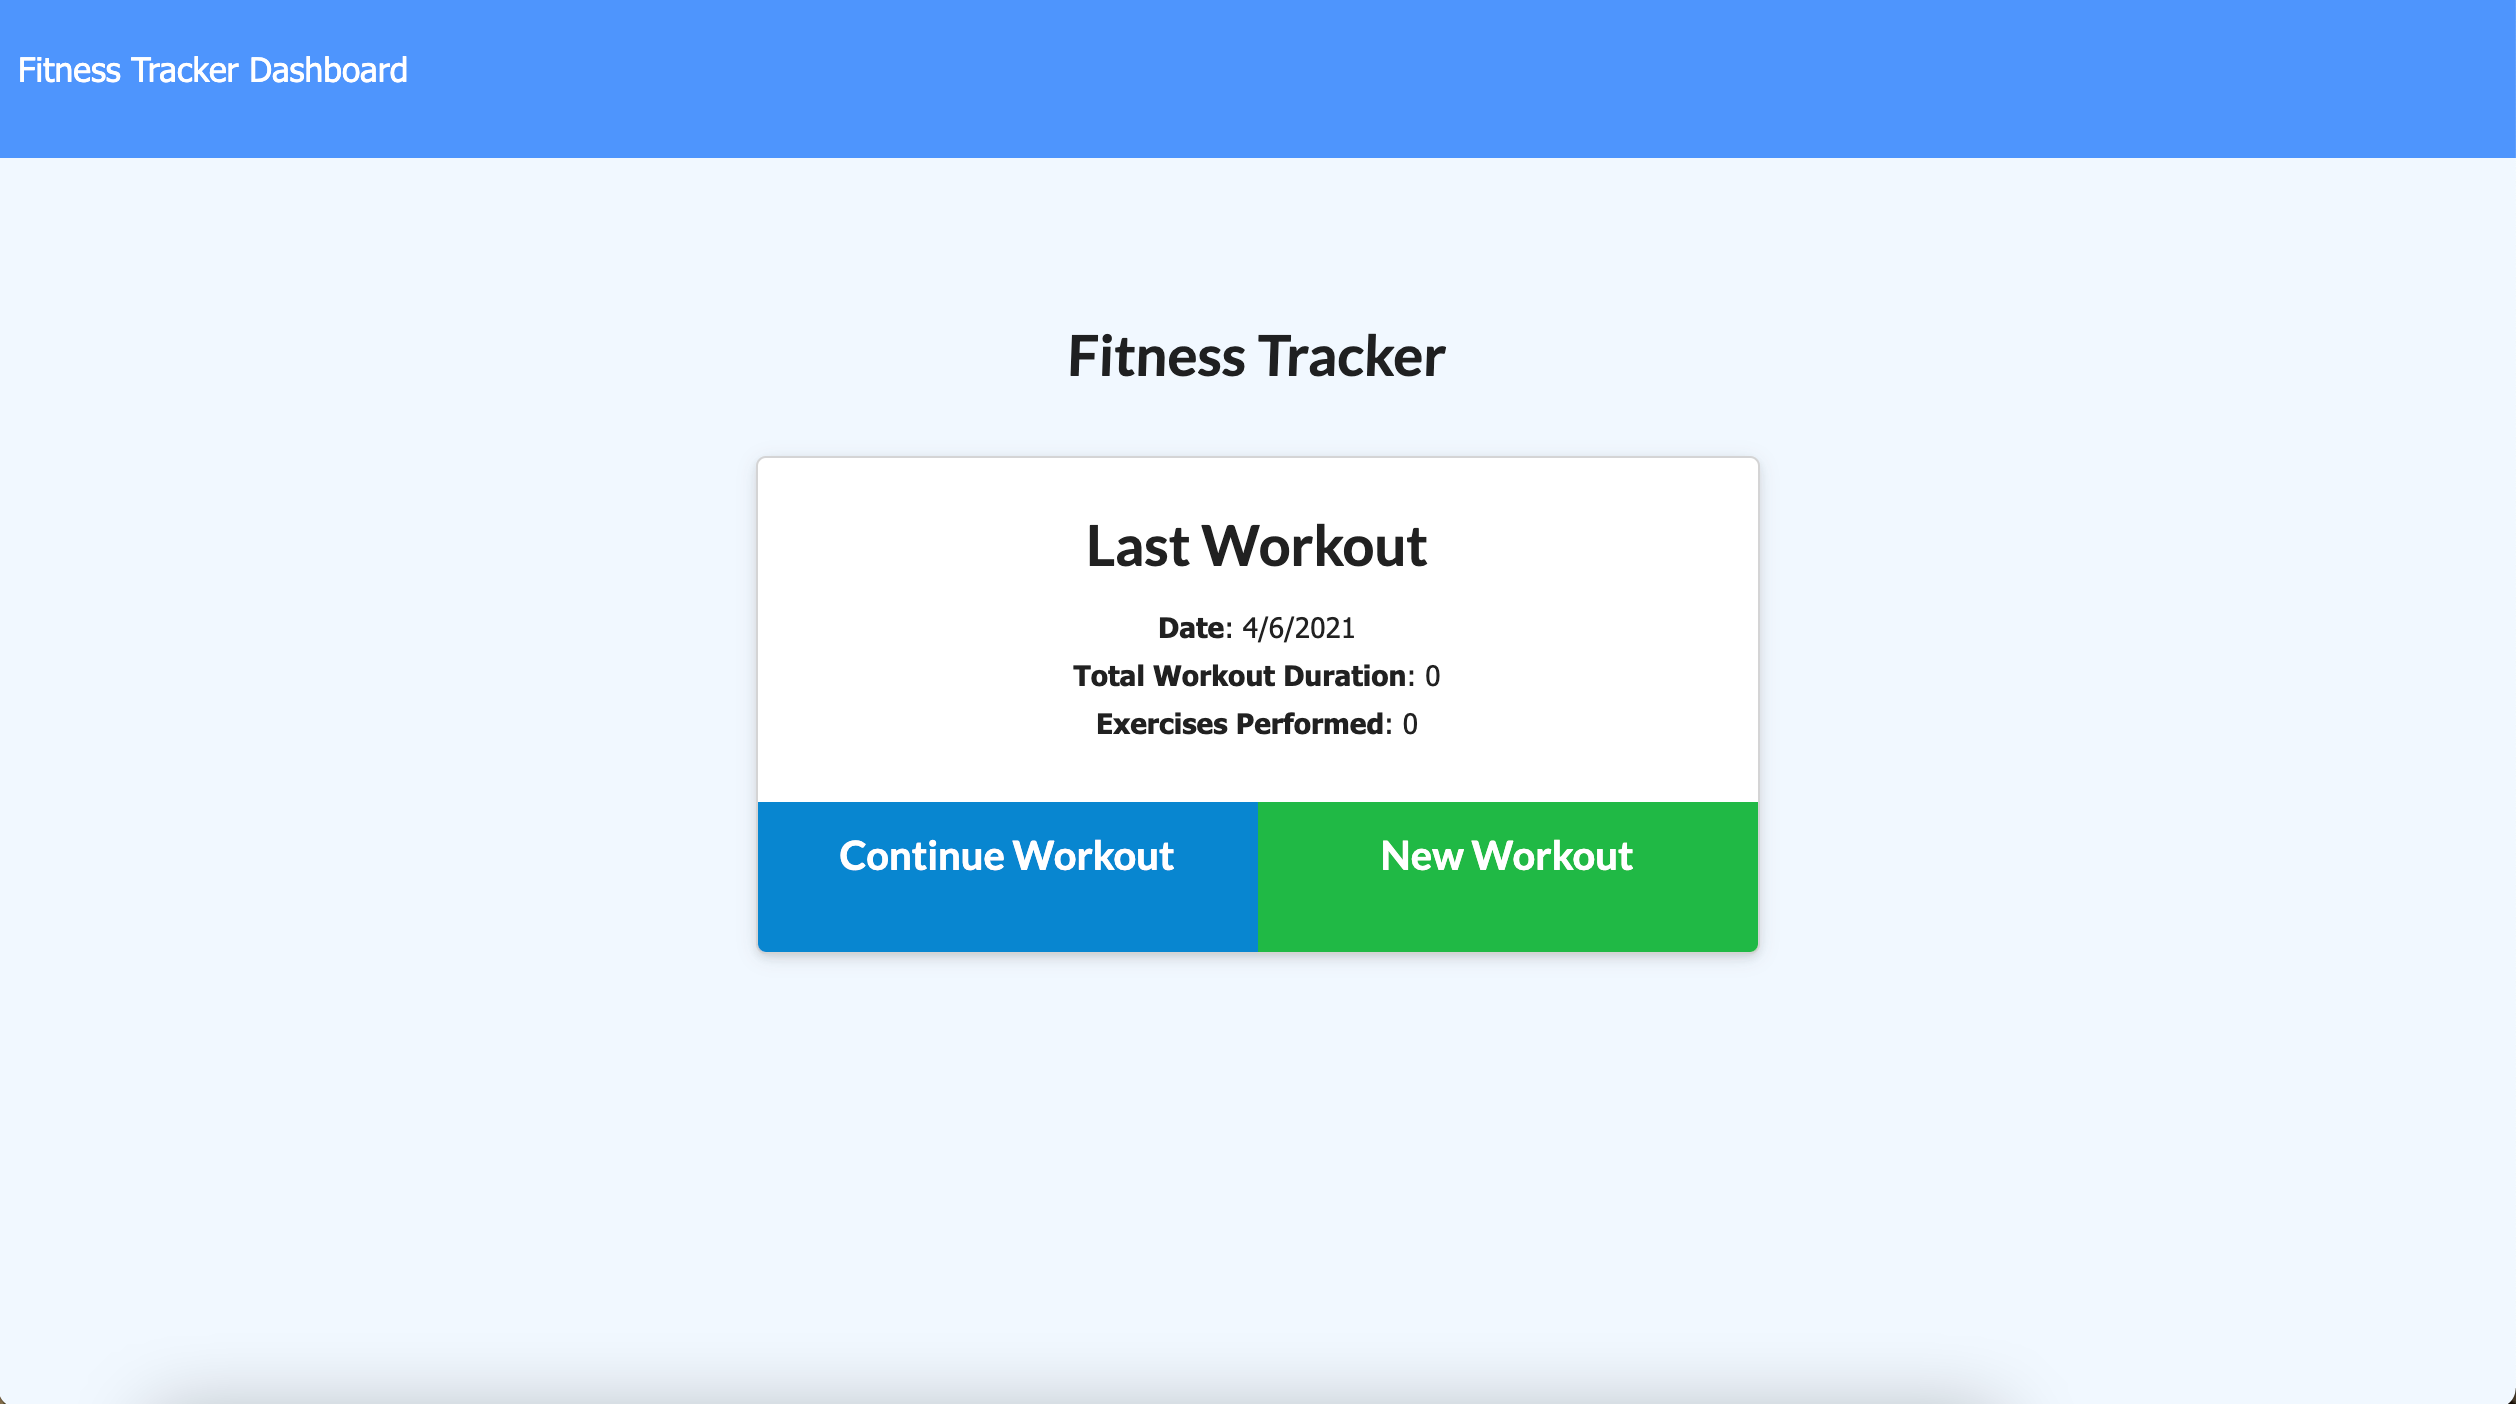 Fitness Tracker Dashboard
Fitness Tracker
Last Workout
Date: 4/6/2021
Total Workout Duration: 0
Exercises Performed: 0
Continue Workout
New Workout